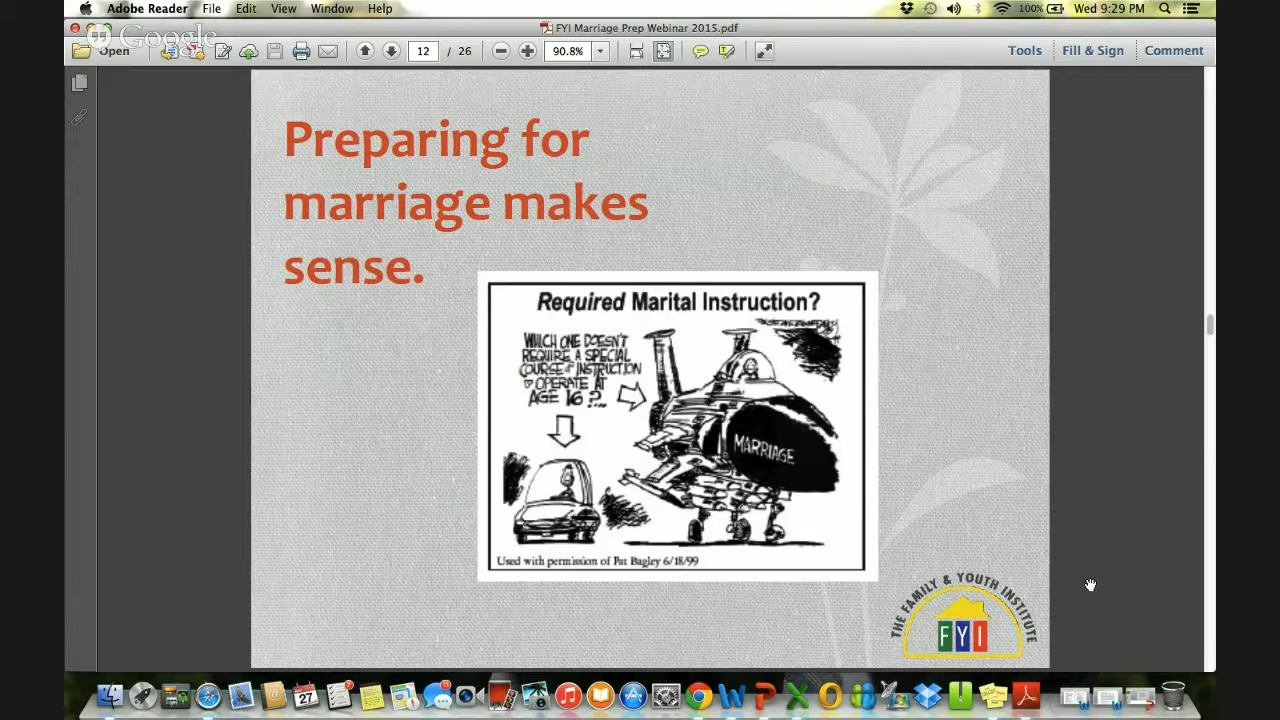 Adobe Reader File Edit View Window Help 100% Wed 9:29 PM
FYI Marriage Prep Webinar 2015.pdf
Google
Open 12 / 26 90.8% Tools Fill & Sign Comment
Preparing for
marriage makes
sense.
Required Marital Instruction?
WHICH ONE DOESN'T
REQUIRE A SPECIAL
COURSE OF INSTRUCTION
TO OPERATE AT
AGE 16?..
MARRIAGE
Used with permission of Pat Bagley 6/18/99
THE FAMILY & YOUTH INSTITUTE
FYI
27